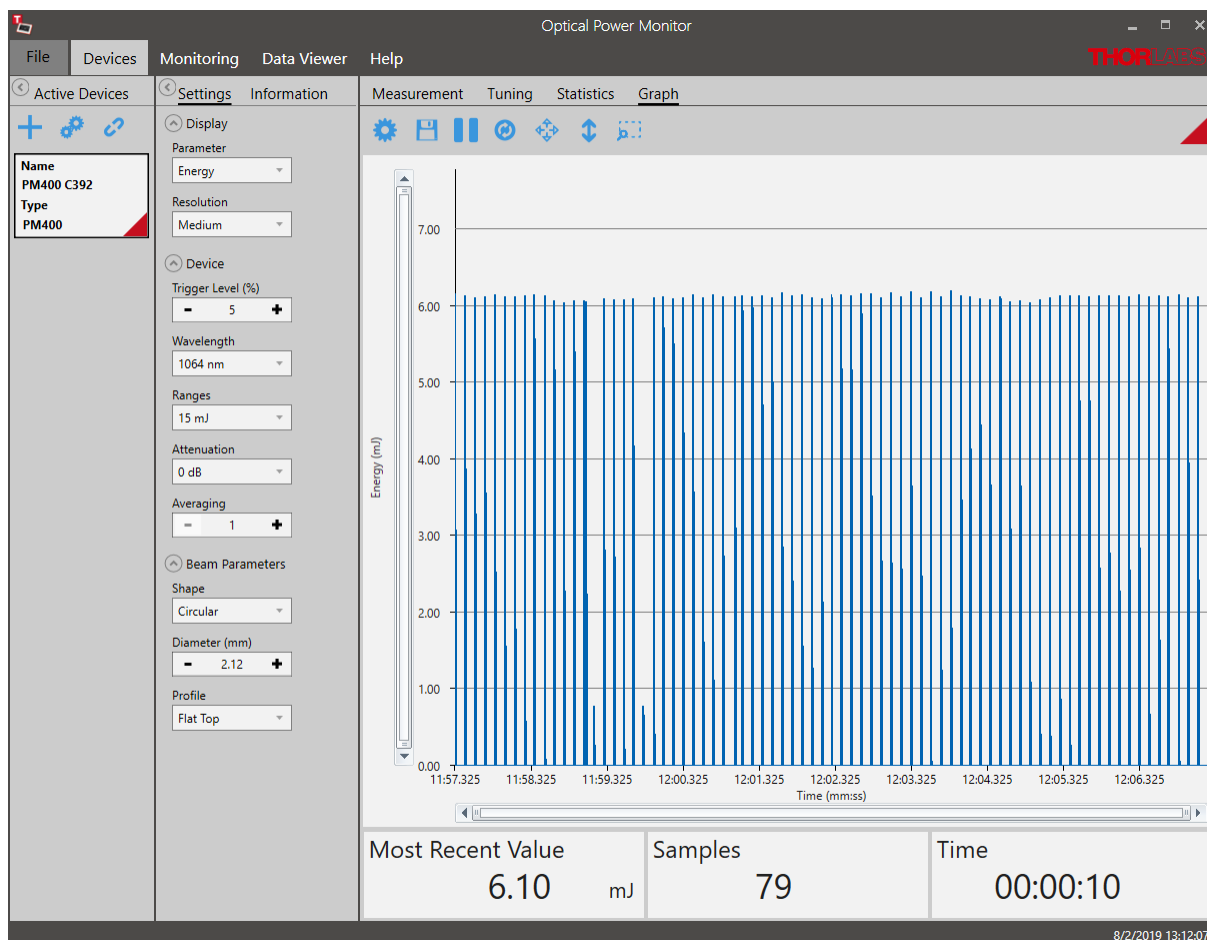 Optical Power Monitor
File Devices Monitoring Data Viewer Help
THORLABS
Active Devices
Name
PM400 C392
Type
PM400
Settings Information
Display
Parameter
Energy
Resolution
Medium
Device
Trigger Level (%)
- 5 +
Wavelength
1064 nm
Ranges
15 mJ
Attenuation
0 dB
Averaging
- 1 +
Beam Parameters
Shape
Circular
Diameter (mm)
- 2.12 +
Profile
Flat Top
Measurement Tuning Statistics Graph
Energy (mJ)
7.00
6.00
5.00
4.00
3.00
2.00
1.00
0.00
11:57.325 11:58.325 11:59.325 12:00.325 12:01.325 12:02.325 12:03.325 12:04.325 12:05.325 12:06.325
Time (mm:ss)
Most Recent Value
6.10 mJ
Samples
79
Time
00:00:10
8/2/2019 13:12:07